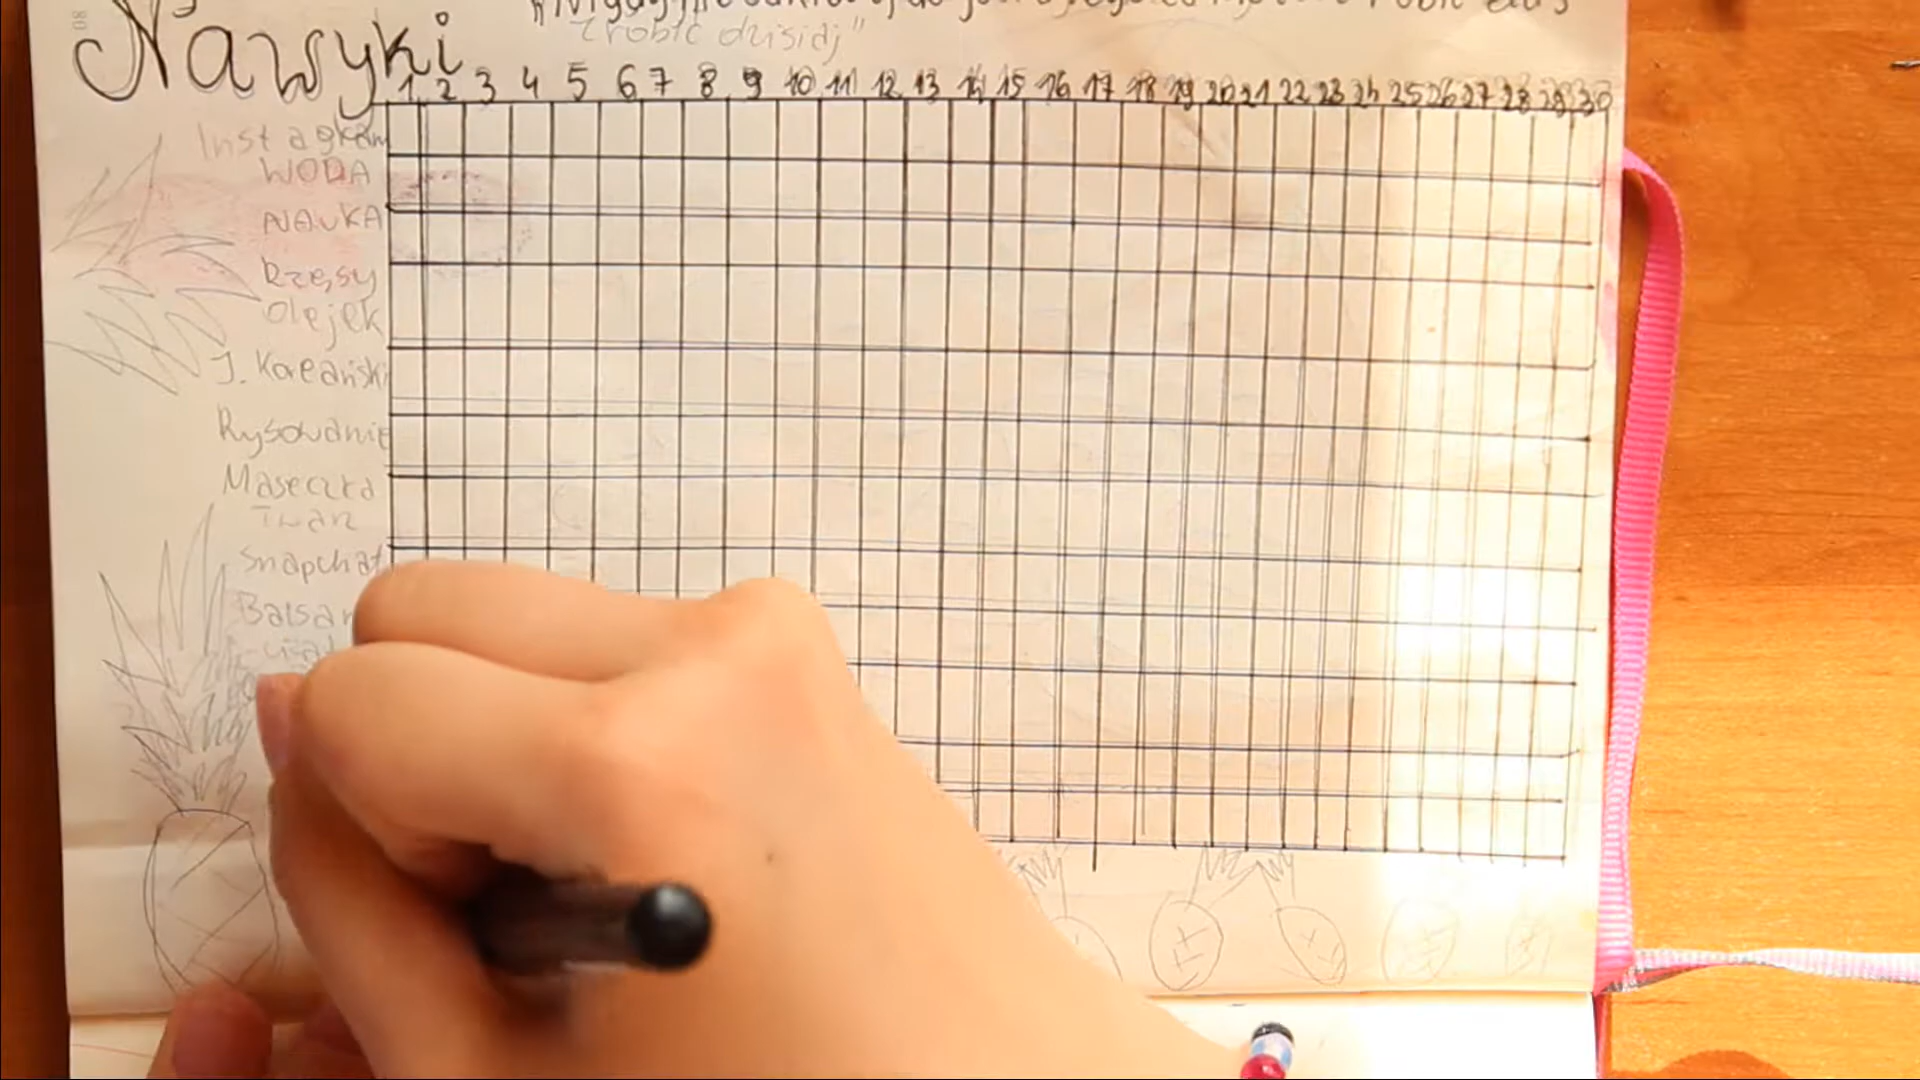 Nawyki
zrobić dzisiaj"
1 2 3 4 5 6 7 8 9 10 11 12 13 14 15 16 17 18 19 20 21 22 23 24 25 26 27 28 29 30
Instagram
WODA
NAUKA
Rzęsy
olejek
J. Koreański
Rysowanie
Maseczka
Twarz
Snapchat
Balsam